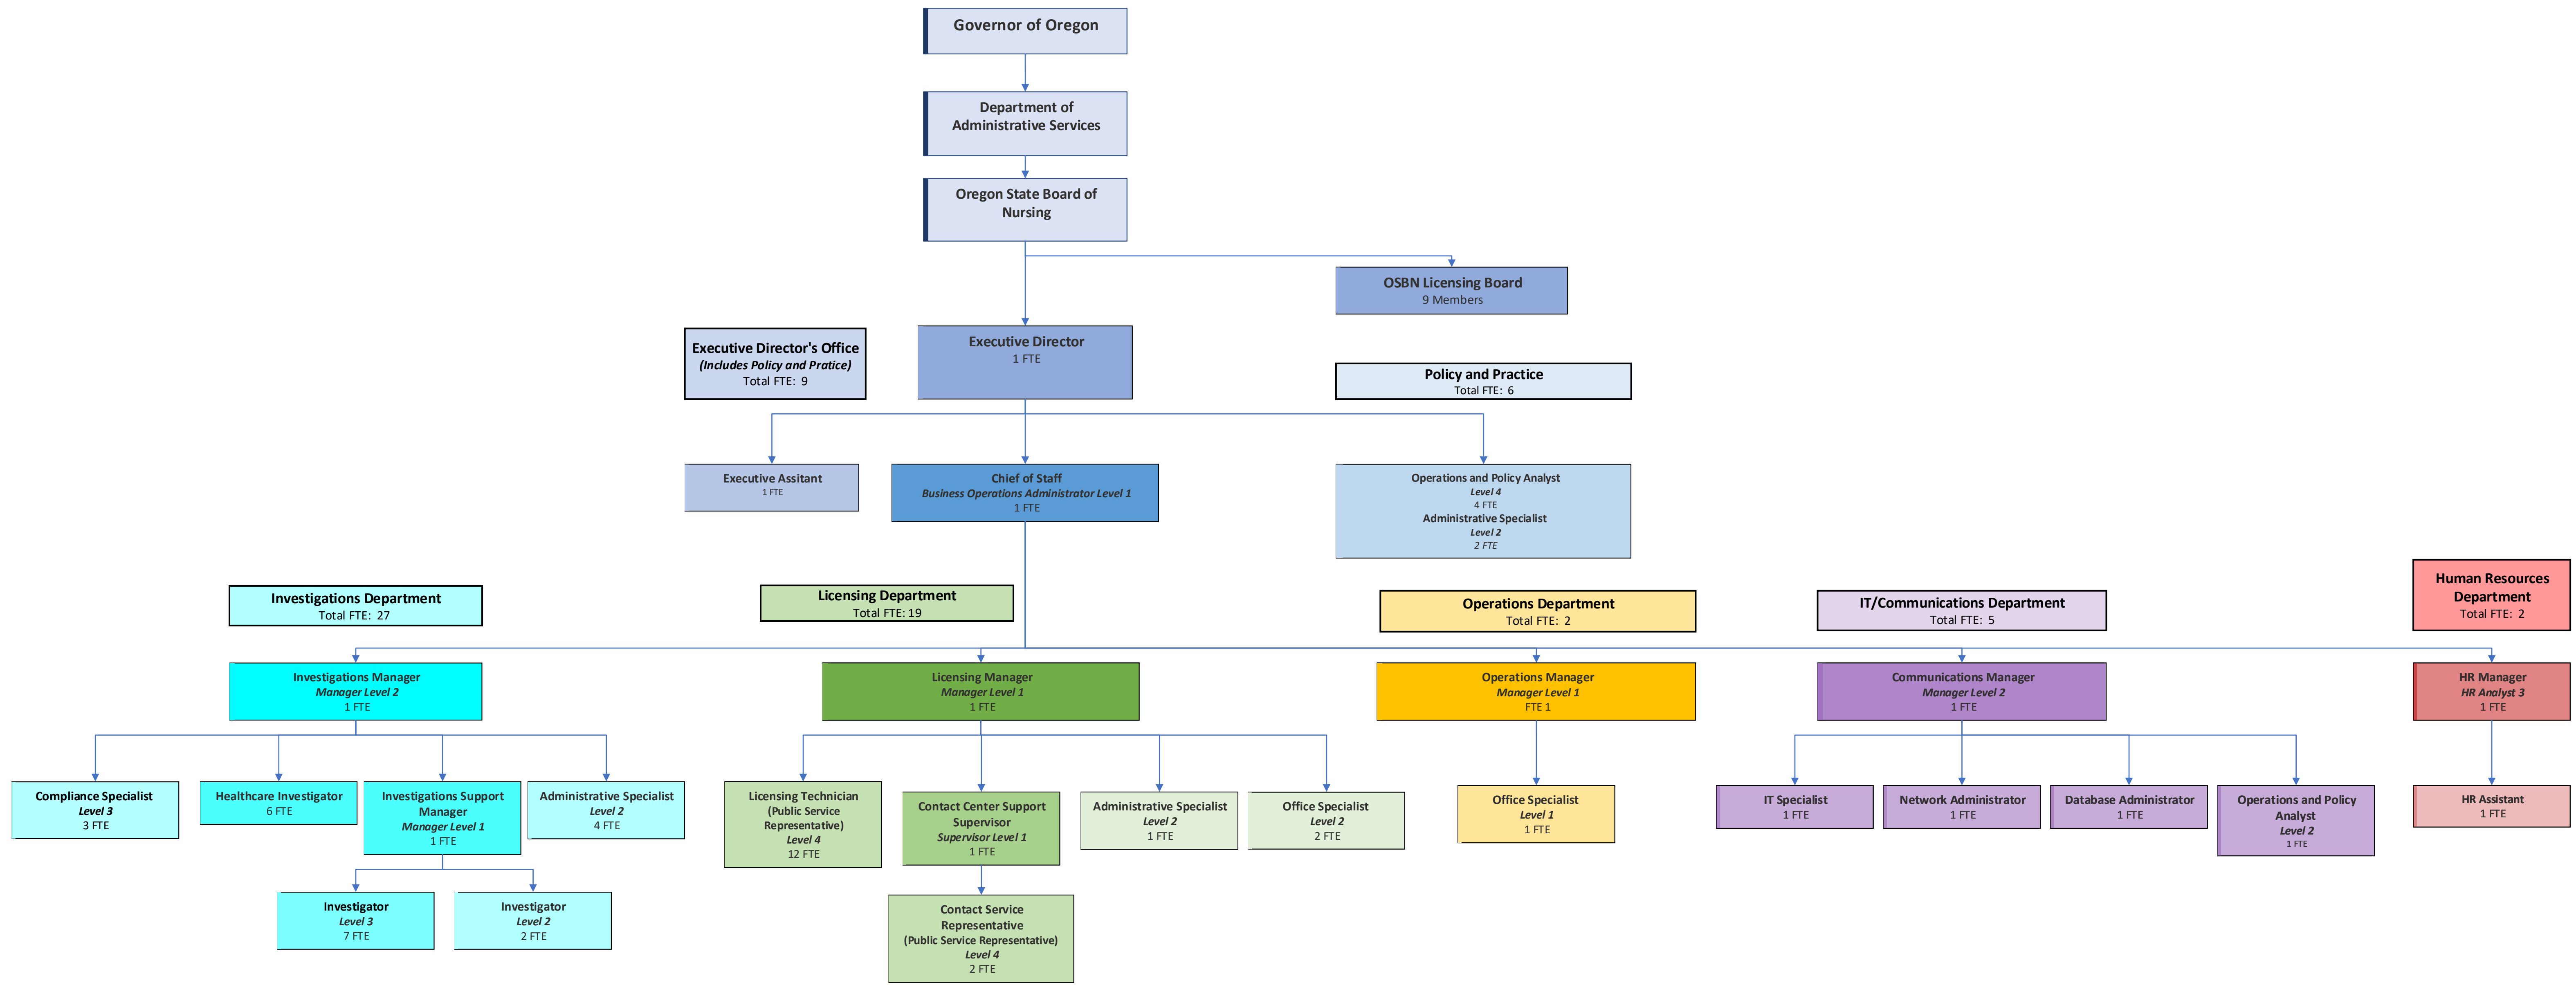 Governor of Oregon
Department of
Administrative Services
Oregon State Board of
Nursing
OSBN Licensing Board
9 Members
Executive Director's Office
(Includes Policy and Pratice)
Total FTE: 9
Executive Director
1 FTE
Policy and Practice
Total FTE: 6
Executive Assitant
1 FTE
Chief of Staff
Business Operations Administrator Level 1
1 FTE
Operations and Policy Analyst
Level 4
4 FTE
Administrative Specialist
Level 2
2 FTE
Investigations Department
Total FTE: 27
Licensing Department
Total FTE: 19
Operations Department
Total FTE: 2
IT/Communications Department
Total FTE: 5
Human Resources
Department
Total FTE: 2
Investigations Manager
Manager Level 2
1 FTE
Licensing Manager
Manager Level 1
1 FTE
Operations Manager
Manager Level 1
FTE 1
Communications Manager
Manager Level 2
1 FTE
HR Manager
HR Analyst 3
1 FTE
Compliance Specialist
Level 3
3 FTE
Healthcare Investigator
6 FTE
Investigations Support
Manager
Manager Level 1
1 FTE
Administrative Specialist
Level 2
4 FTE
Licensing Technician
(Public Service
Representative)
Level 4
12 FTE
Contact Center Support
Supervisor
Supervisor Level 1
1 FTE
Administrative Specialist
Level 2
1 FTE
Office Specialist
Level 2
2 FTE
Office Specialist
Level 1
1 FTE
IT Specialist
1 FTE
Network Administrator
1 FTE
Database Administrator
1 FTE
Operations and Policy
Analyst
Level 2
1 FTE
HR Assistant
1 FTE
Investigator
Level 3
7 FTE
Investigator
Level 2
2 FTE
Contact Service
Representative
(Public Service Representative)
Level 4
2 FTE